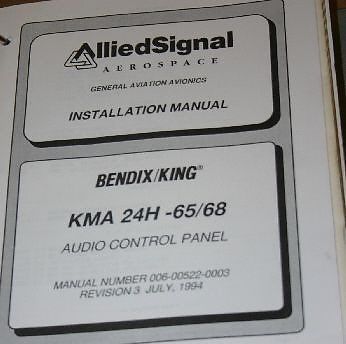 AlliedSignal
AEROSPACE
GENERAL AVIATION AVIONICS
INSTALLATION MANUAL
BENDIX/KING®
KMA 24H -65/68
AUDIO CONTROL PANEL
MANUAL NUMBER 006-00522-0003
REVISION 3 JULY, 1994